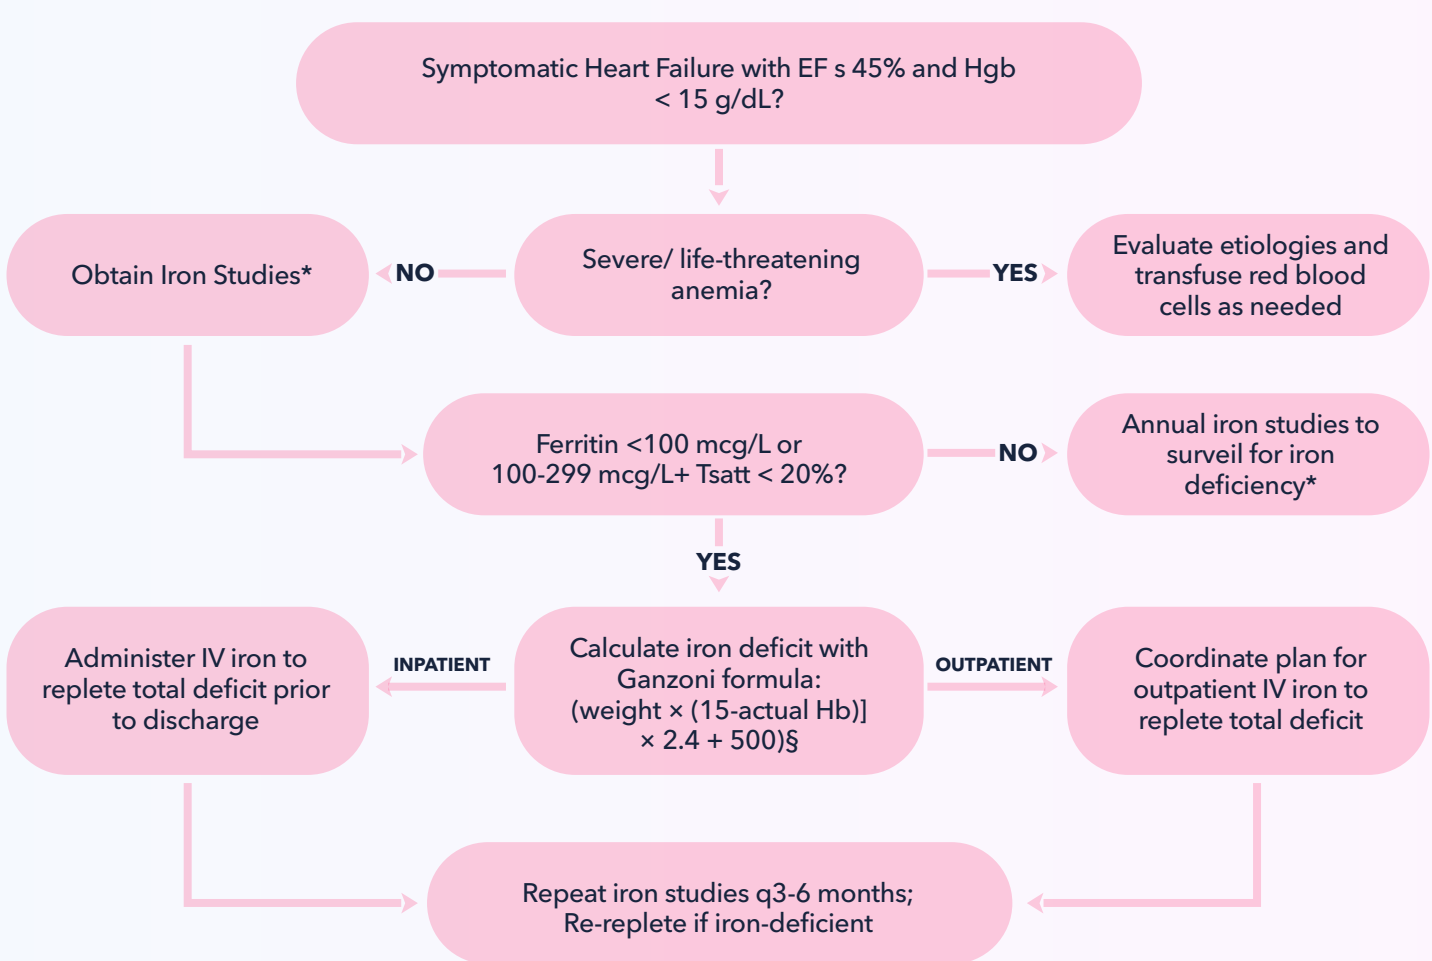 Symptomatic Heart Failure with EF s 45% and Hgb
< 15 g/dL?
Obtain Iron Studies*
NO
Severe/ life-threatening
anemia?
YES
Evaluate etiologies and
transfuse red blood
cells as needed
Ferritin <100 mcg/L or
100-299 mcg/L+ Tsatt < 20%?
NO
Annual iron studies to
surveil for iron
deficiency*
YES
Administer IV iron to
replete total deficit prior
to discharge
INPATIENT
Calculate iron deficit with
Ganzoni formula:
(weight × (15-actual Hb)]
× 2.4 + 500)§
OUTPATIENT
Coordinate plan for
outpatient IV iron to
replete total deficit
Repeat iron studies q3-6 months;
Re-replete if iron-deficient